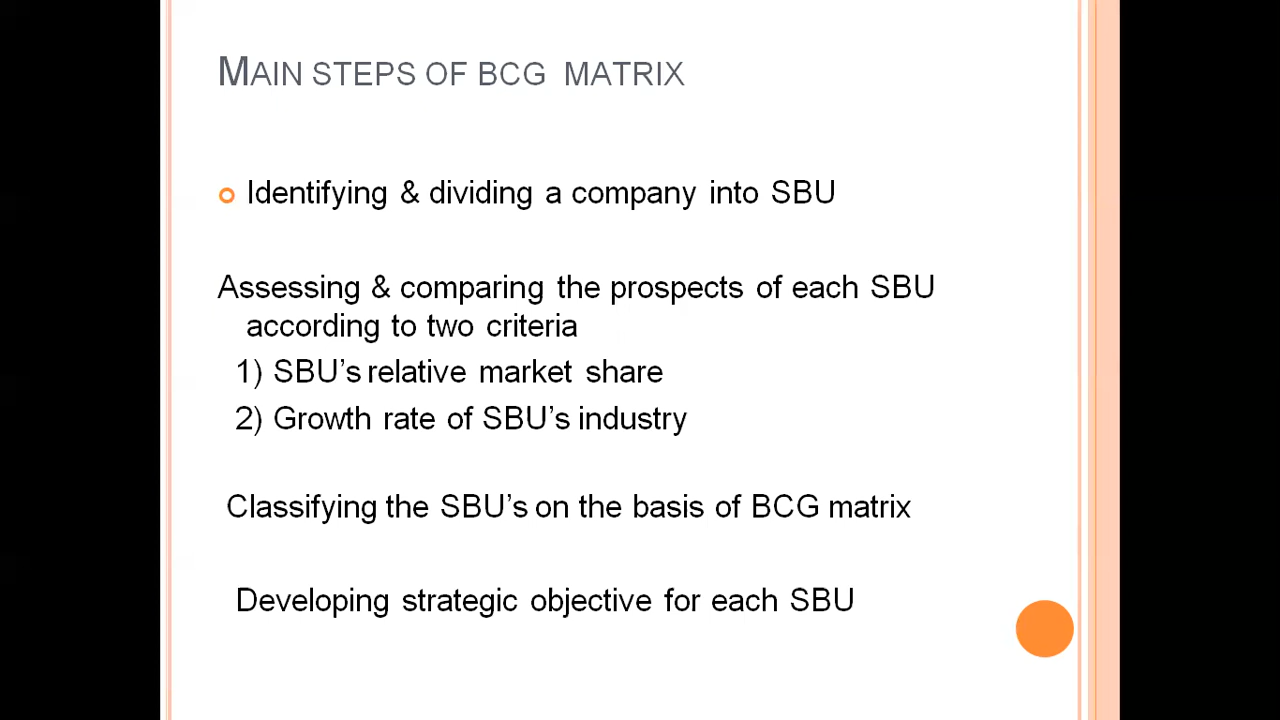 MAIN STEPS OF BCG MATRIX
Identifying & dividing a company into SBU
Assessing & comparing the prospects of each SBU
according to two criteria
1) SBU’s relative market share
2) Growth rate of SBU’s industry
Classifying the SBU’s on the basis of BCG matrix
Developing strategic objective for each SBU